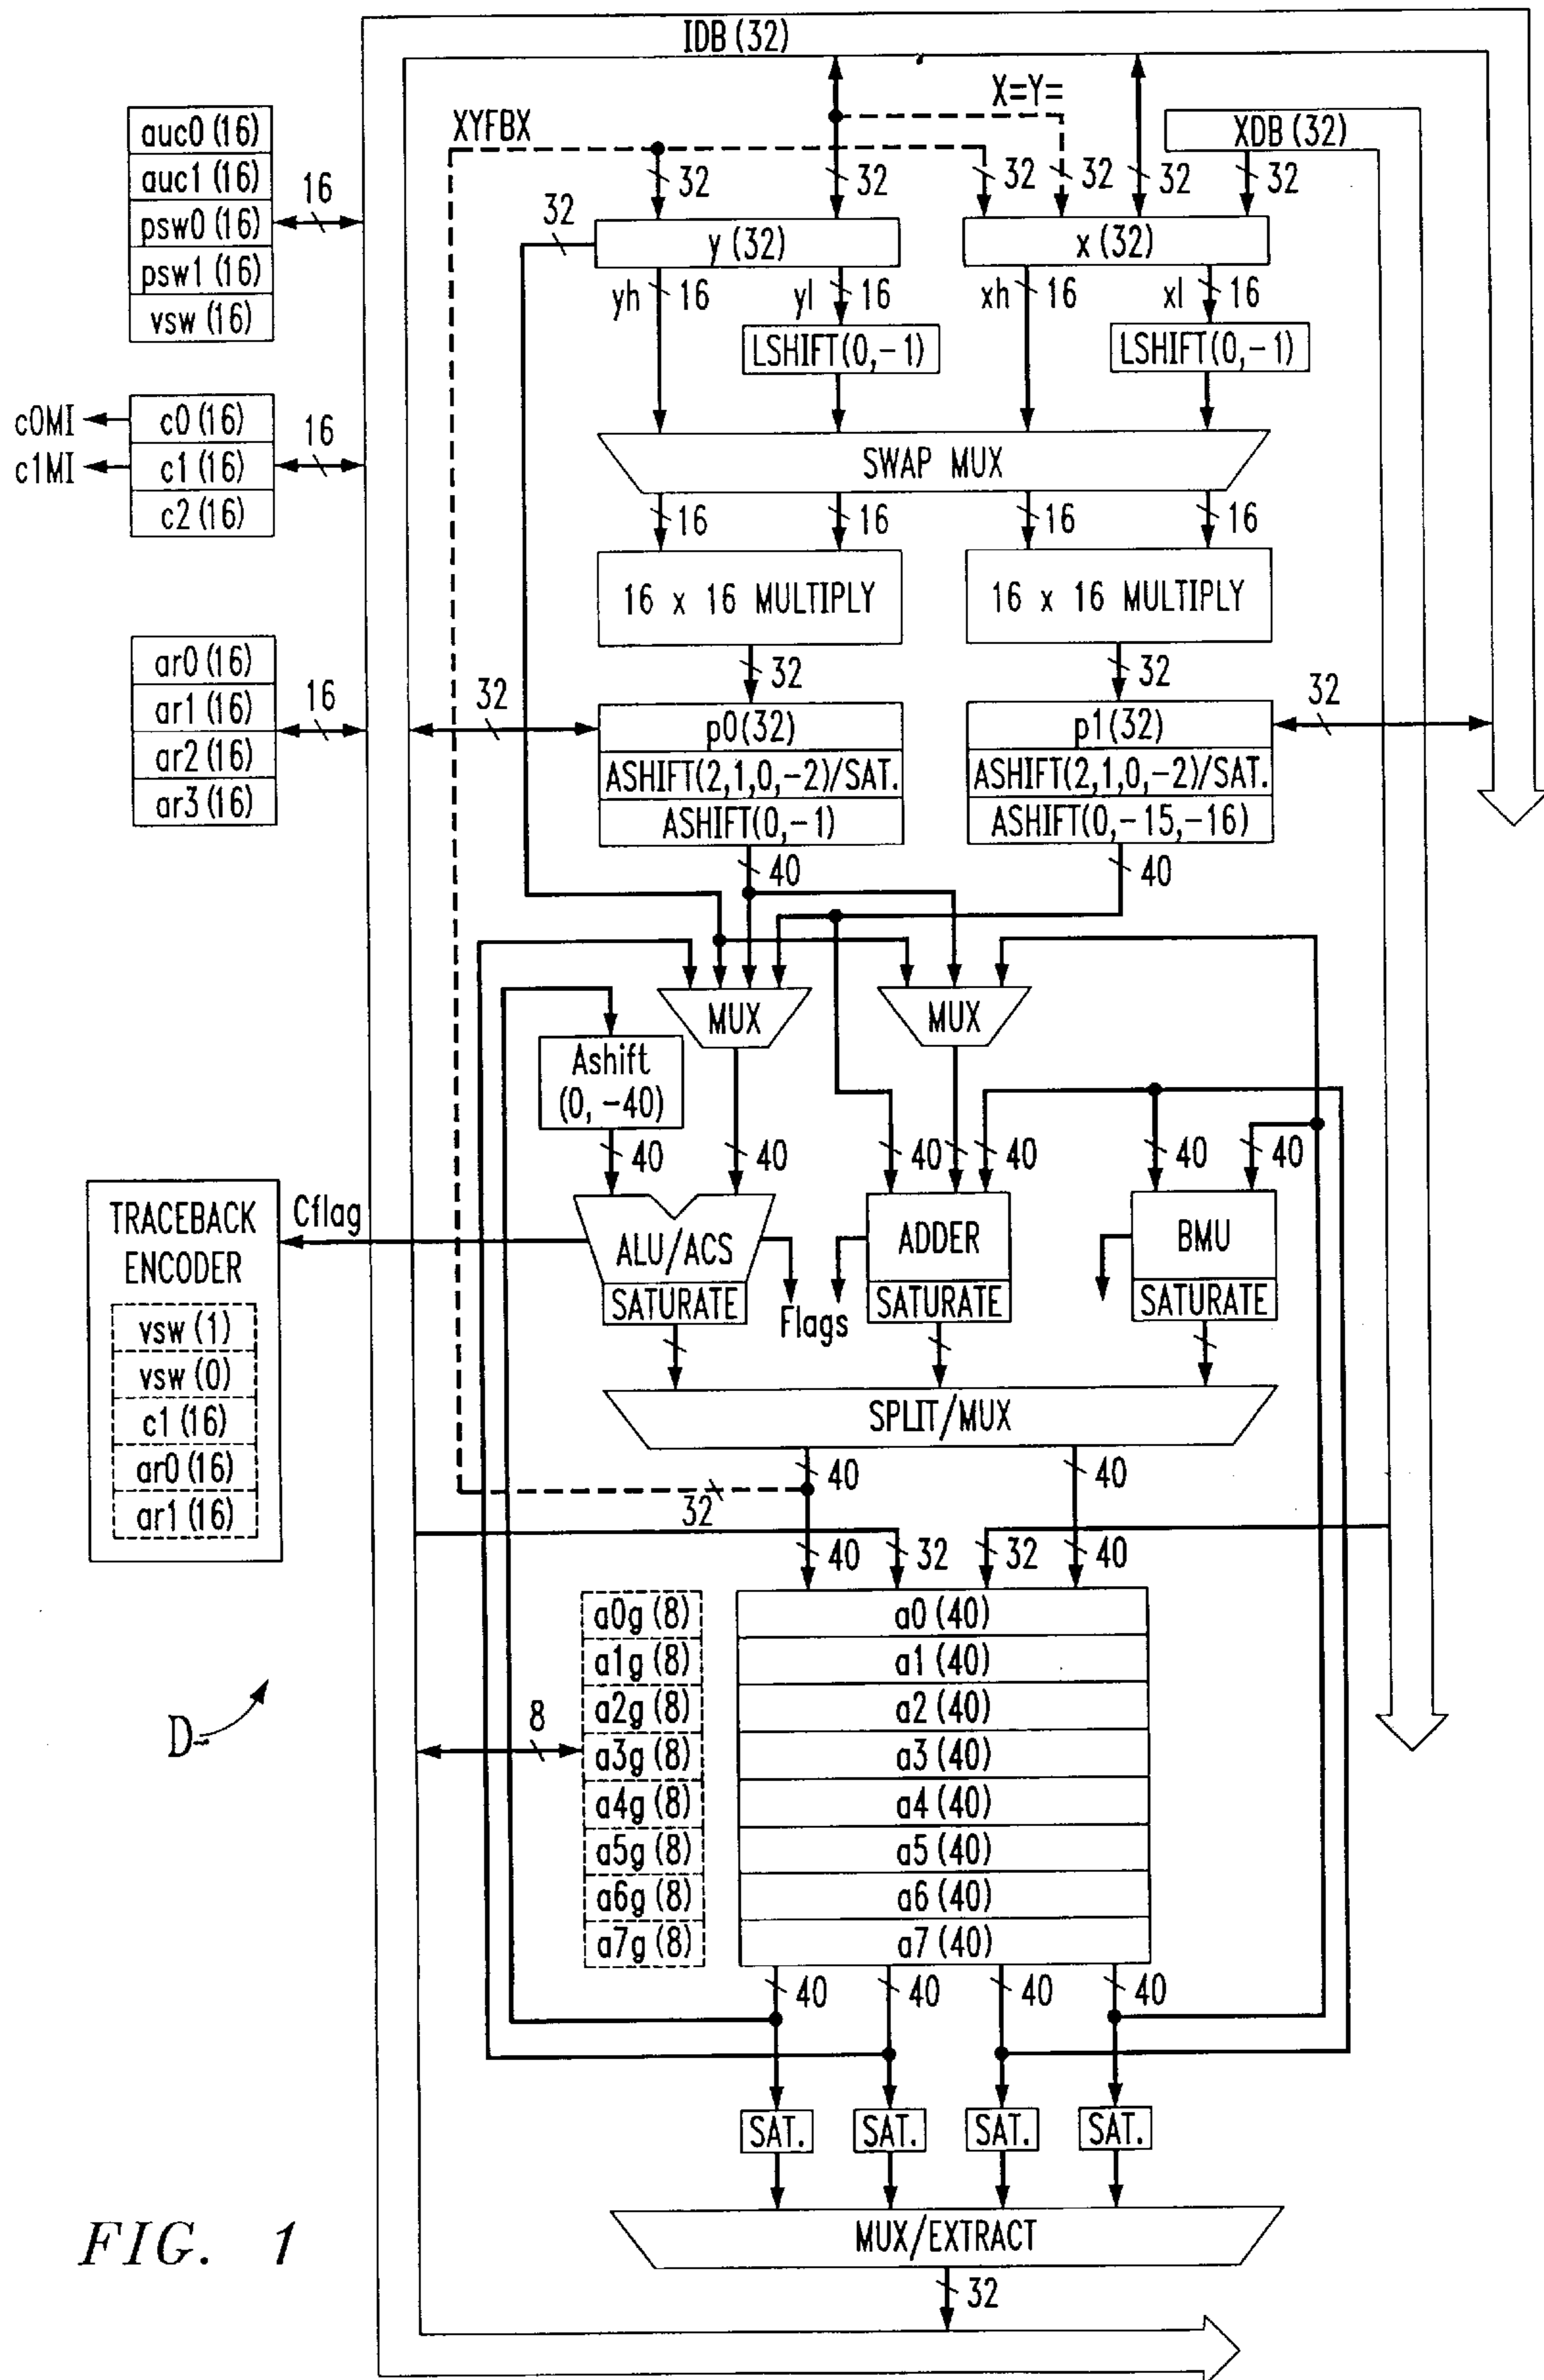 IDB (32)
X=Y=
XYFBX
XDB (32)
auc0 (16)
auc1 (16)
psw0 (16)
psw1 (16)
vsw (16)
16
32
32
32
32
32
32
32
y (32)
x (32)
yh
16
yl
16
xh
16
xl
16
LSHIFT(0,-1)
LSHIFT(0,-1)
c0MI
c0 (16)
c1MI
c1 (16)
c2 (16)
16
SWAP MUX
16
16
16
16
16 x 16 MULTIPLY
16 x 16 MULTIPLY
ar0 (16)
ar1 (16)
ar2 (16)
ar3 (16)
16
32
32
32
32
p0(32)
ASHIFT(2,1,0,-2)/SAT.
ASHIFT(0,-1)
p1(32)
ASHIFT(2,1,0,-2)/SAT.
ASHIFT(0,-15,-16)
40
40
MUX
MUX
Ashift
(0, -40)
40
40
40
40
40
40
TRACEBACK
ENCODER
Cflag
ALU/ACS
SATURATE
Flags
ADDER
SATURATE
BMU
SATURATE
vsw (1)
vsw (0)
c1 (16)
ar0 (16)
ar1 (16)
SPLIT/MUX
40
40
32
40
32
32
40
a0g (8)
a1g (8)
a2g (8)
a3g (8)
a4g (8)
a5g (8)
a6g (8)
a7g (8)
a0 (40)
a1 (40)
a2 (40)
a3 (40)
a4 (40)
a5 (40)
a6 (40)
a7 (40)
D
8
40
40
40
40
SAT.
SAT.
SAT.
SAT.
MUX/EXTRACT
32
FIG. 1